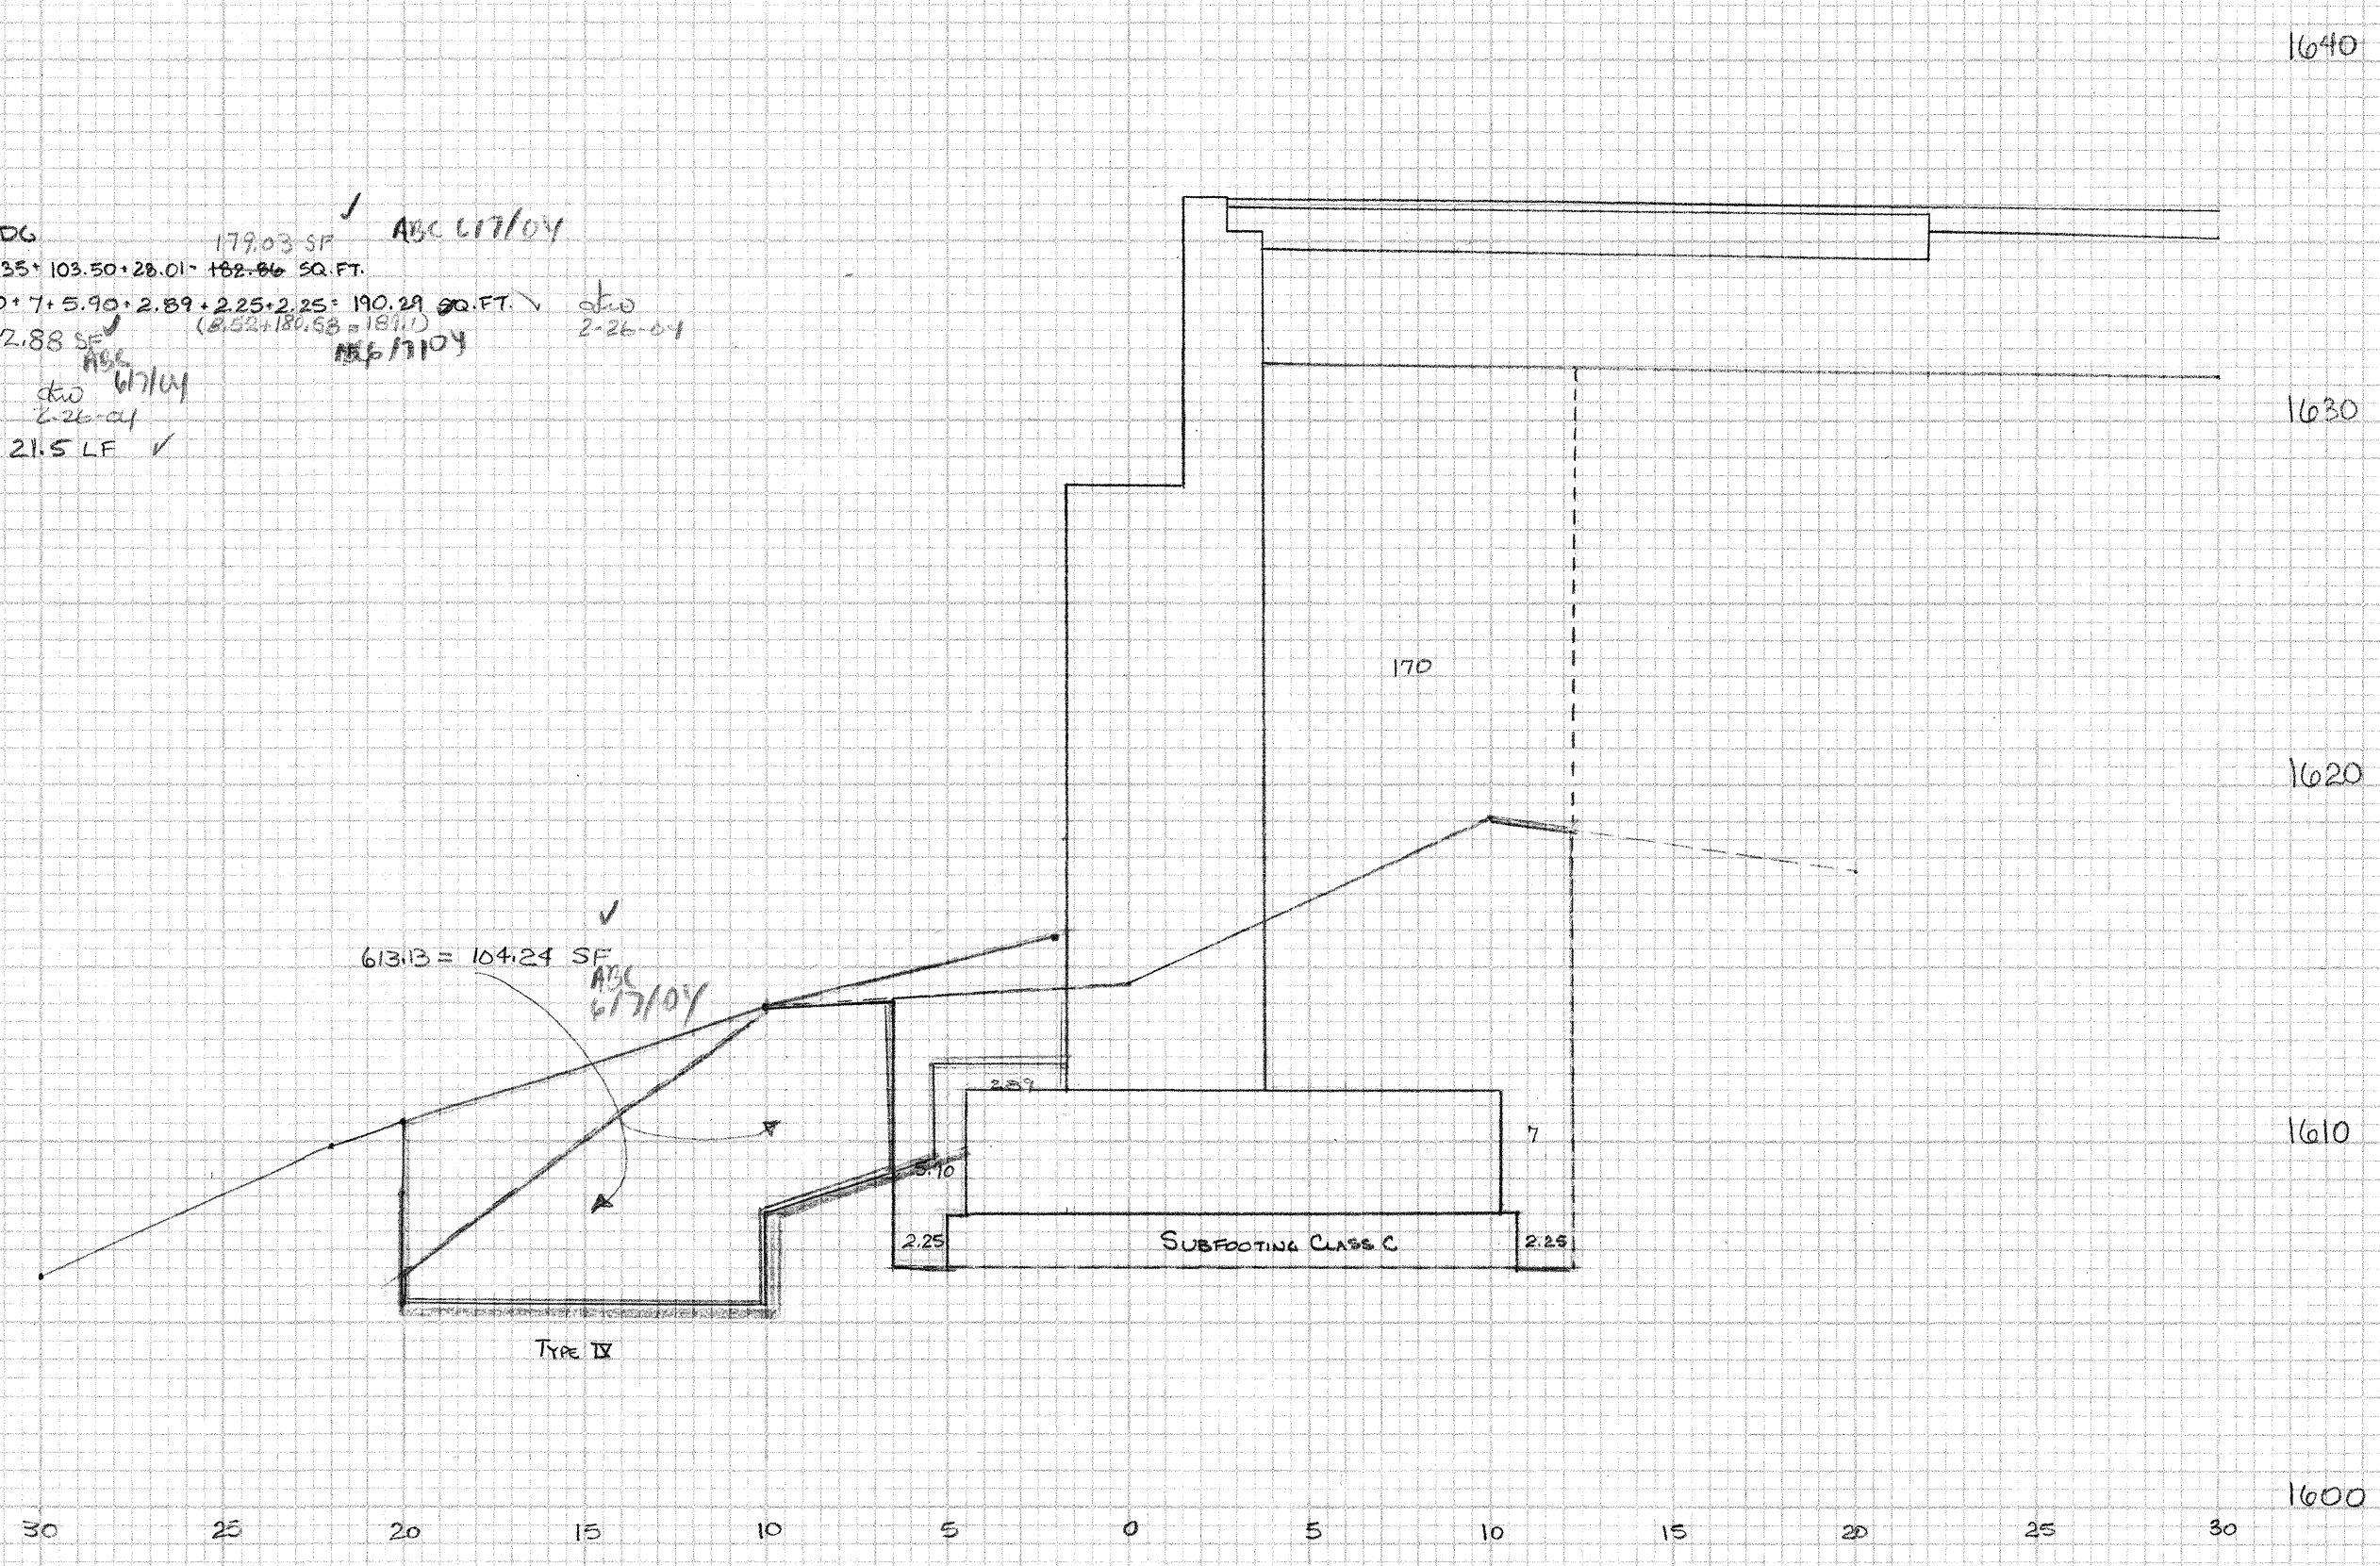 1640
179.03 SF ✓ ABC 6/7/04
35+ 103.50+28.01= 182.86 SQ.FT.
+ 7+ 5.90+2.89+2.25+2.25= 190.29 SQ.FT.
(8.52+180.58=189.1)
2-26-04
2.88 SF ✓
ABC
6/7/04
6/7/04
2-26-04
21.5 LF ✓
1630
170
1620
✓
613.13 = 104.24 SF
ABC
6/7/04
2.89
7
1610
5.90
2.25
SUBFOOTING CLASS C
2.25
TYPE IV
1600
30 25 20 15 10 5 0 5 10 15 20 25 30